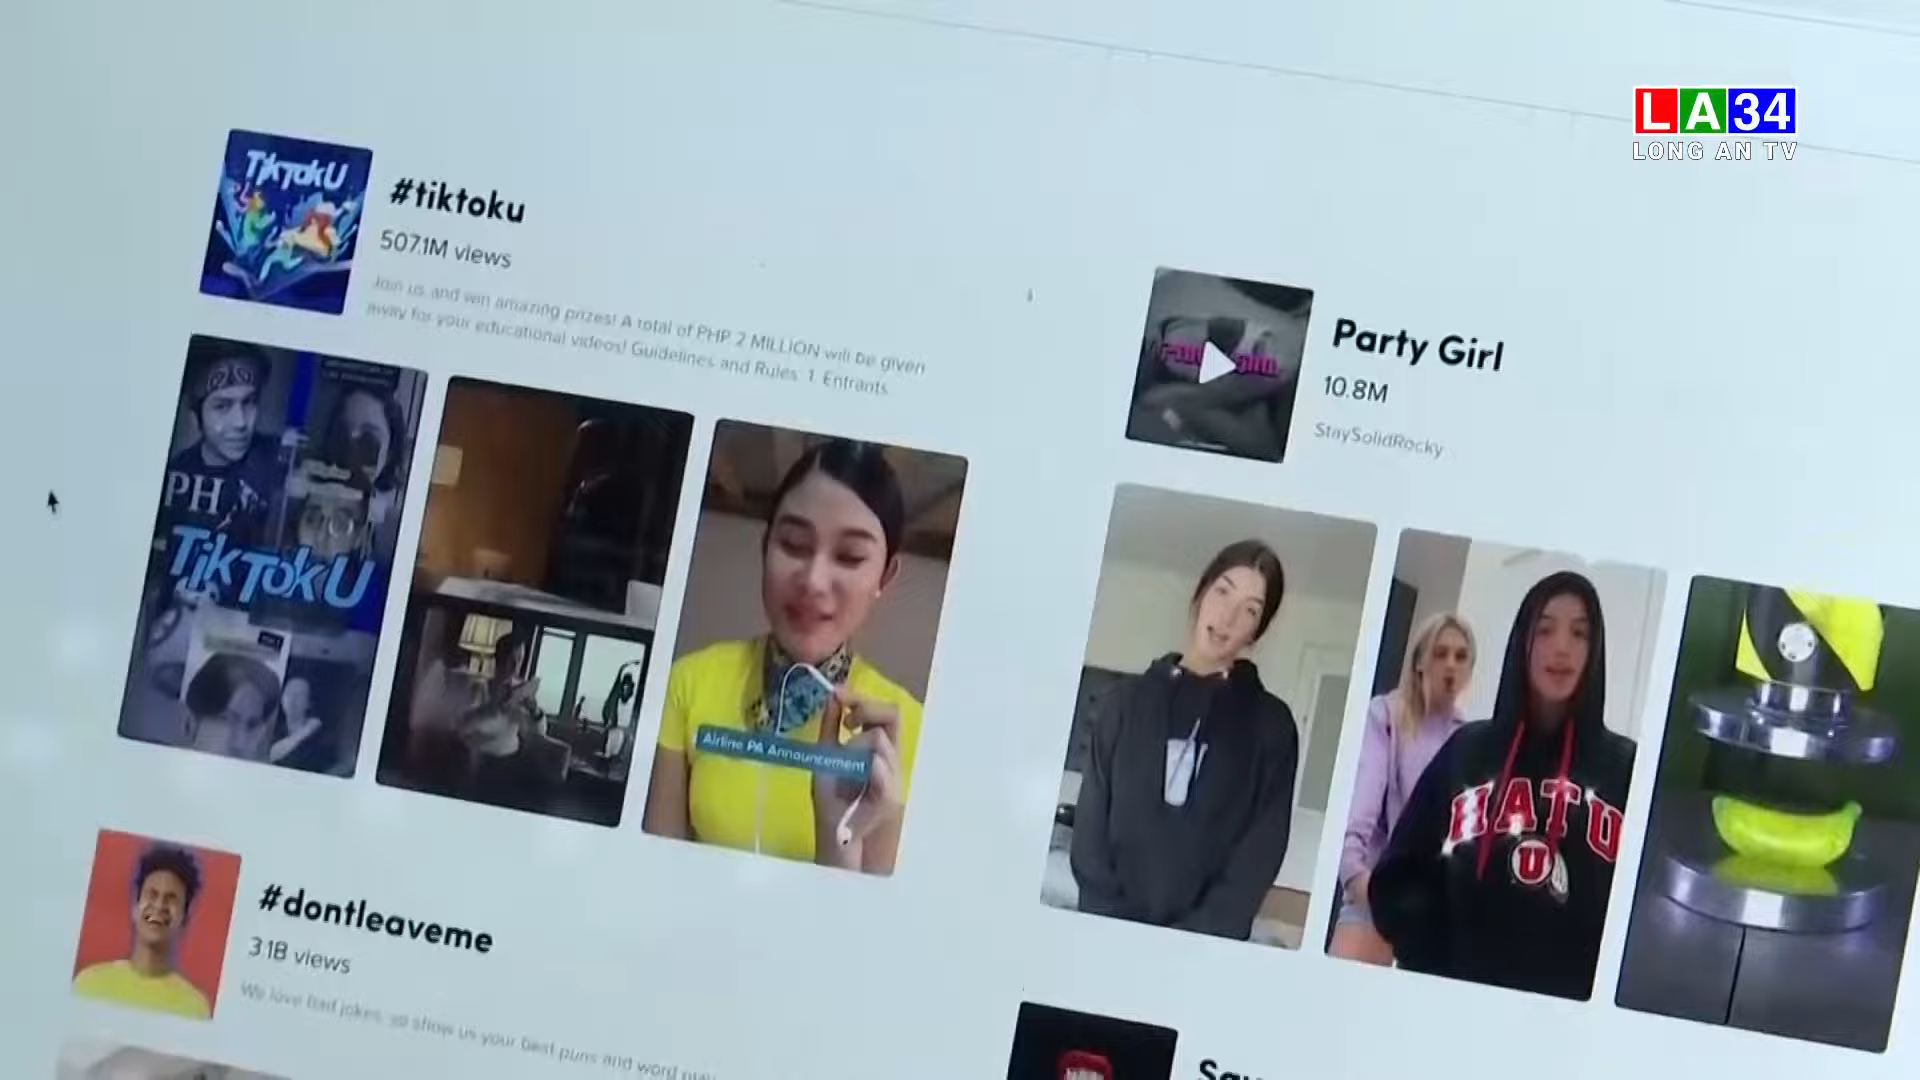 LA34
LONG AN TV
TikTokU
#tiktoku
507.1M views
Join us and win amazing prizes! A total of PHP 2 MILLION will be given
away for your educational videos! Guidelines and Rules 1. Entrants
Party Girl
10.8M
StaySolidRocky
PH
TikTokU
Airline PA Announcement
HATU
U
#dontleaveme
3.1B views
We love bad jokes, so show us your best puns and word